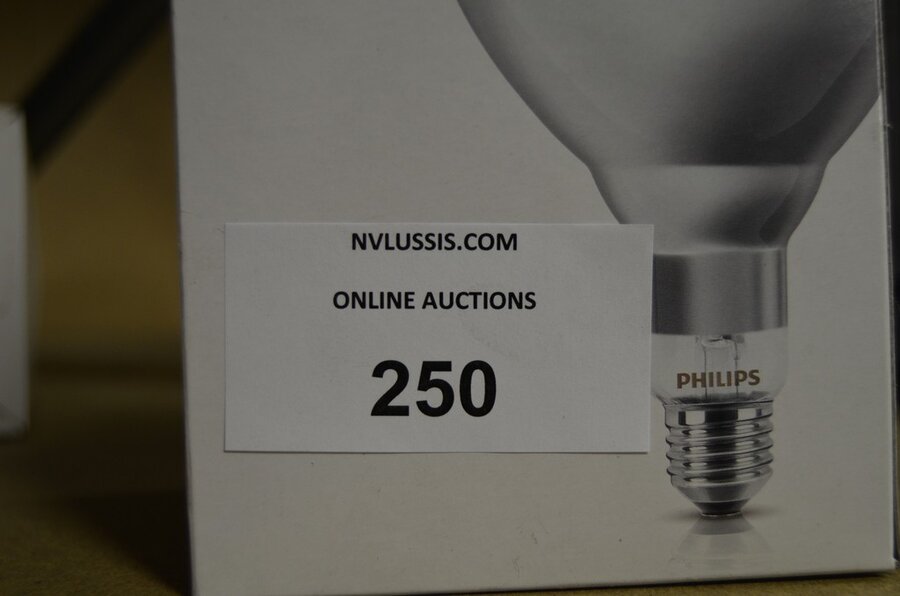 NVLUSSIS.COM
ONLINE AUCTIONS
250
PHILIPS